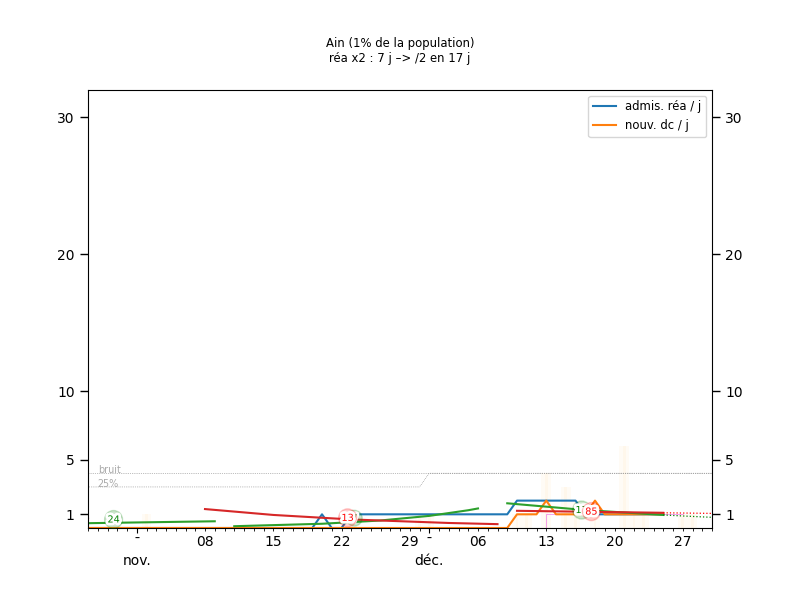 Ain (1% de la population)
réa x2 : 7 j –> /2 en 17 j
admis. réa / j
nouv. dc / j
30 30
20 20
10 10
5 5
1 1
bruit
25%
24
13
85
- 08 15 22 29 - 06 13 20 27
nov. déc.